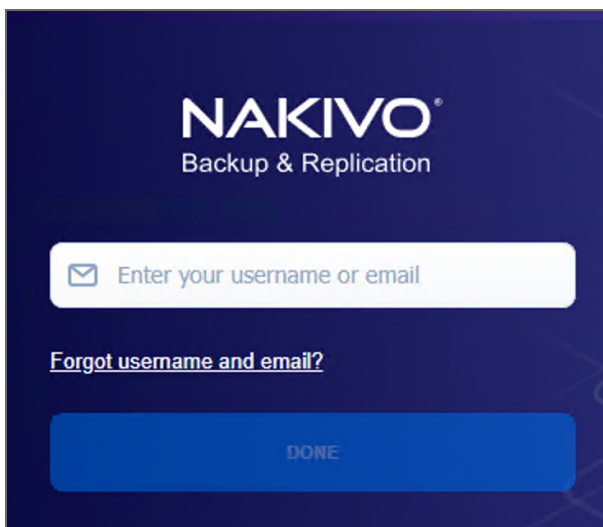 NAKIVO®
Backup & Replication
Enter your username or email
Forgot username and email?
DONE